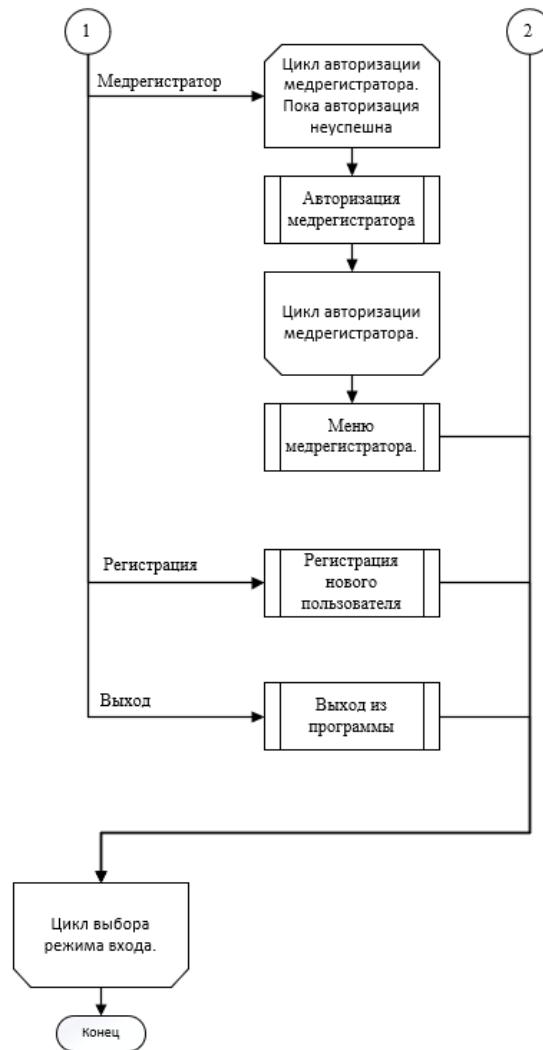 1
2
Медрегистратор
Цикл авторизации
медрегистратора.
Пока авторизация
неуспешна
Авторизация
медрегистратора
Цикл авторизации
медрегистратора.
Меню
медрегистратора.
Регистрация
Регистрация
нового
пользователя
Выход
Выход из
программы
Цикл выбора
режима входа.
Конец